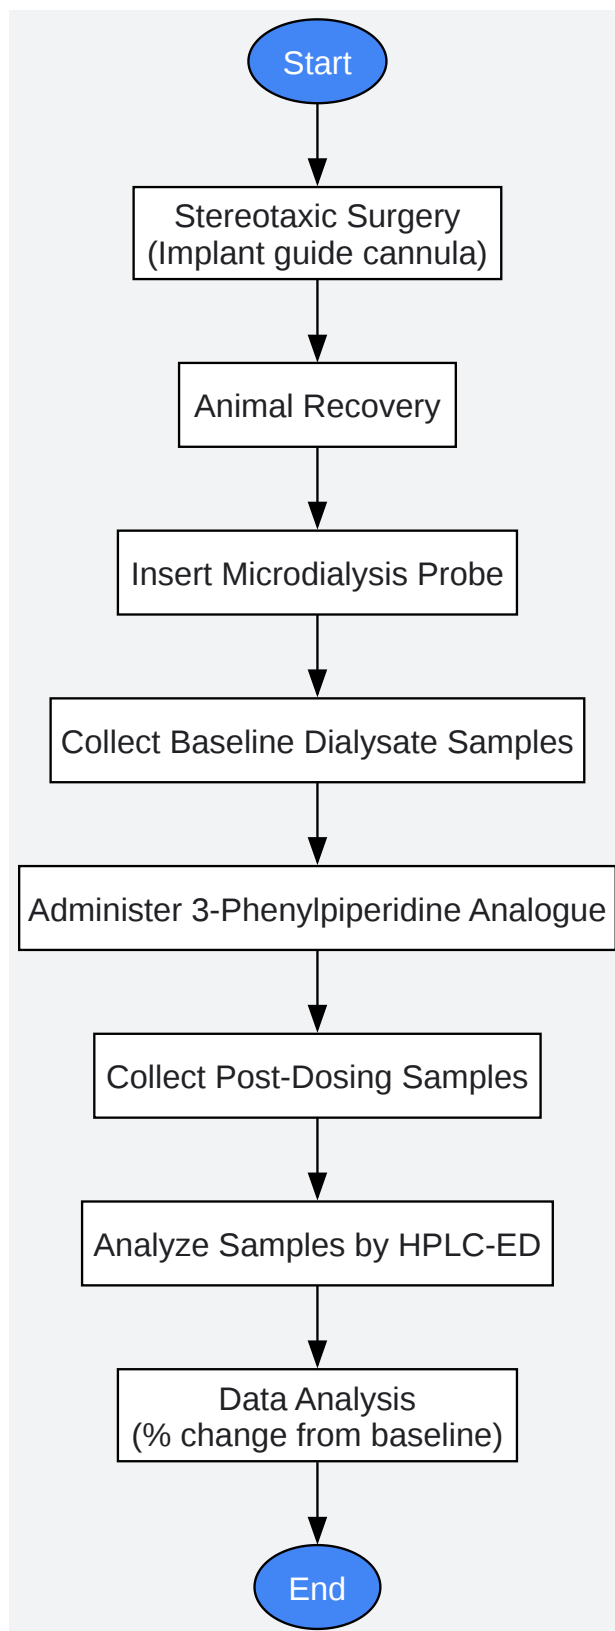 Start
Stereotaxic Surgery
(Implant guide cannula)
Animal Recovery
Insert Microdialysis Probe
Collect Baseline Dialysate Samples
Administer 3-Phenylpiperidine Analogue
Collect Post-Dosing Samples
Analyze Samples by HPLC-ED
Data Analysis
(% change from baseline)
End